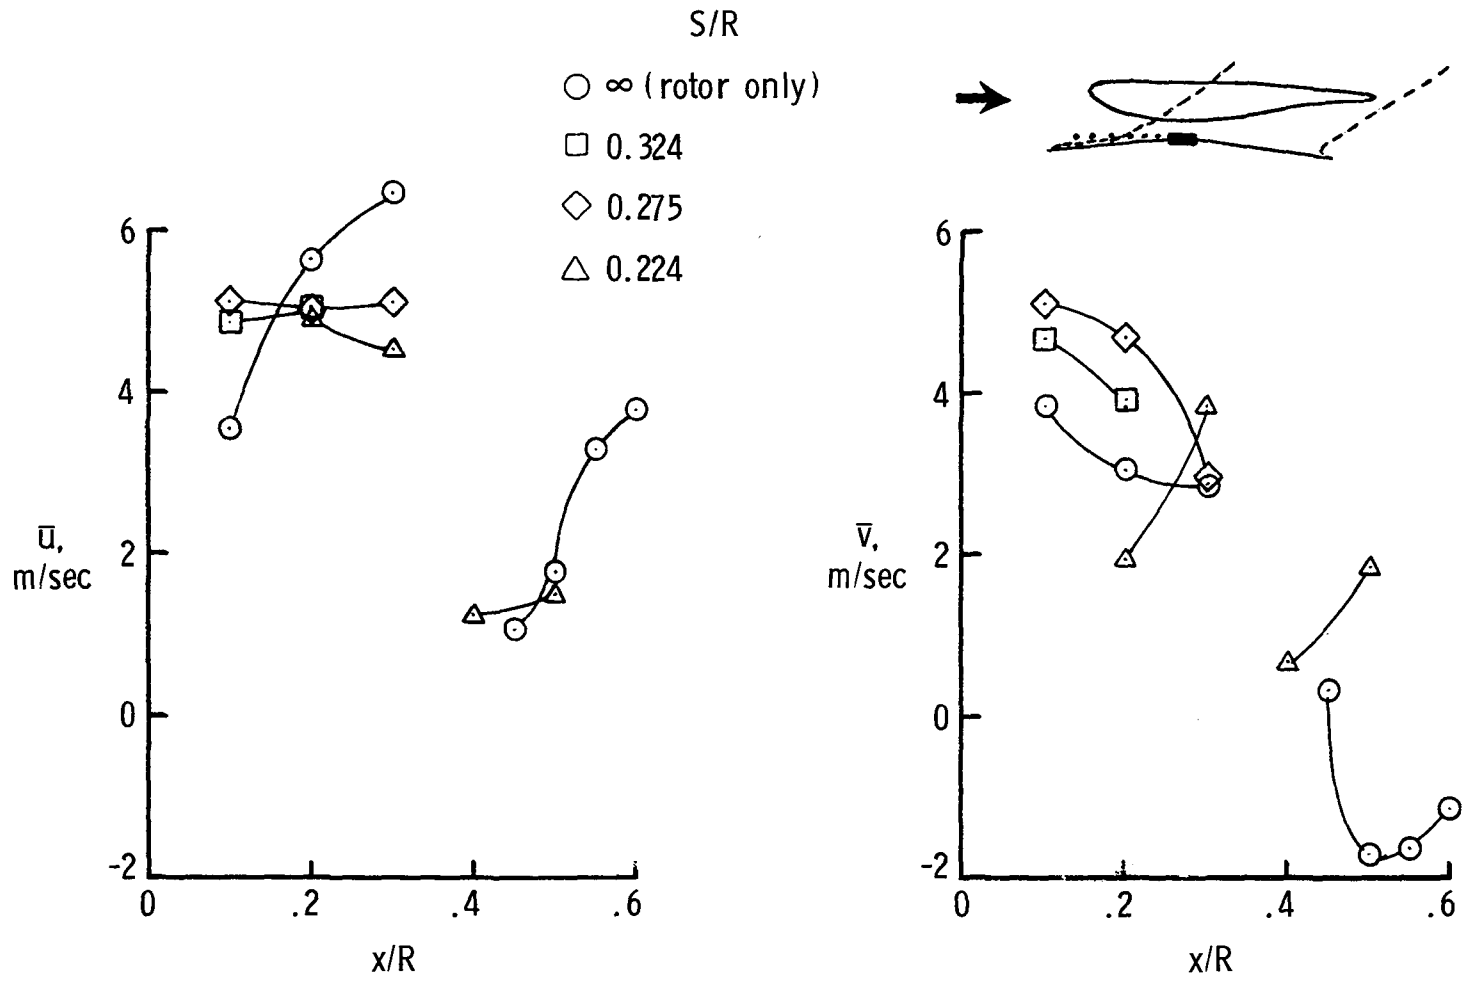 S/R
∞ (rotor only)
0.324
0.275
0.224
6
4
2
0
-2
ū,
m/sec
0
.2
.4
.6
x/R
6
4
2
0
-2
v̄,
m/sec
0
.2
.4
.6
x/R